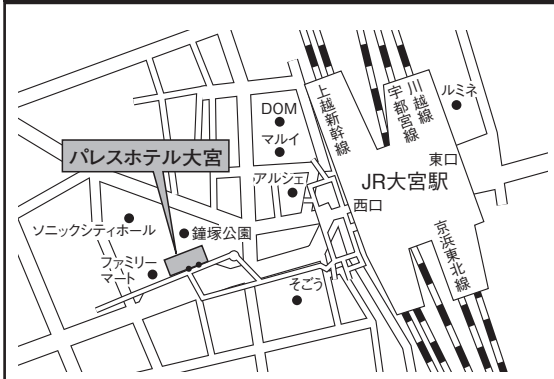 上越新幹線
川越線
宇都宮線
ルミネ
DOM
マルイ
東口
パレスホテル大宮
アルシェ
JR大宮駅
西口
ソニックシティホール
鐘塚公園
京浜東北線
ファミリー
マート
そごう